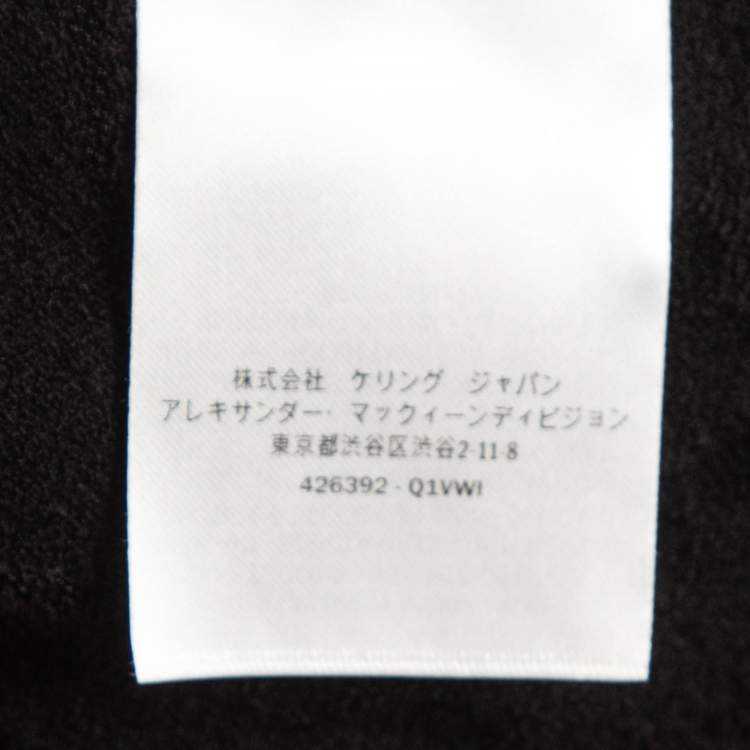 株式会社 ケリング ジャパン
アレキサンダー・マックイーンディビジョン
東京都渋谷区渋谷2-11-8
426392 - Q1VWI